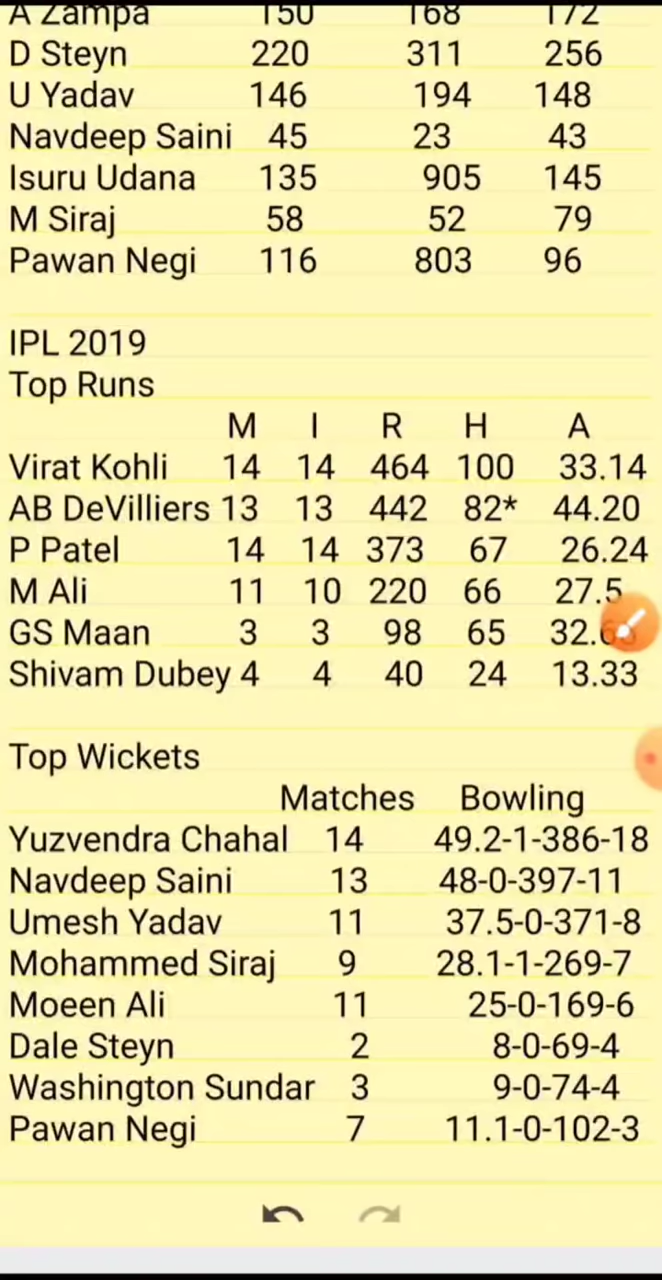 A Zampa 150 168 172
D Steyn 220 311 256
U Yadav 146 194 148
Navdeep Saini 45 23 43
Isuru Udana 135 905 145
M Siraj 58 52 79
Pawan Negi 116 803 96
IPL 2019
Top Runs
M I R H A
Virat Kohli 14 14 464 100 33.14
AB DeVilliers 13 13 442 82* 44.20
P Patel 14 14 373 67 26.24
M Ali 11 10 220 66 27.5
GS Maan 3 3 98 65
Shivam Dubey 4 4 40 24 13.33
Top Wickets
Matches Bowling
Yuzvendra Chahal 14 49.2-1-386-18
Navdeep Saini 13 48-0-397-11
Umesh Yadav 11 37.5-0-371-8
Mohammed Siraj 9 28.1-1-269-7
Moeen Ali 11 25-0-169-6
Dale Steyn 2 8-0-69-4
Washington Sundar 3 9-0-74-4
Pawan Negi 7 11.1-0-102-3